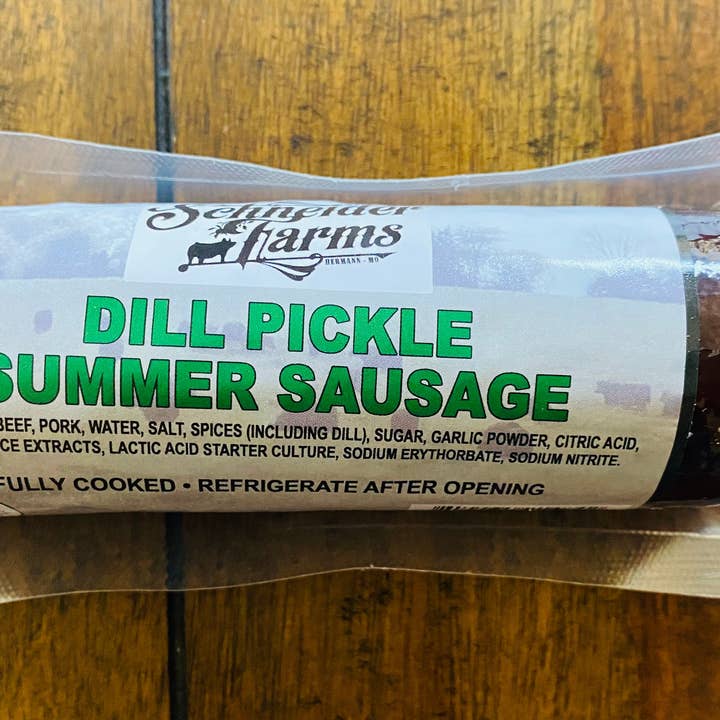 Schneider
Farms
HERMANN - MO
DILL PICKLE
SUMMER SAUSAGE
BEEF, PORK, WATER, SALT, SPICES (INCLUDING DILL), SUGAR, GARLIC POWDER, CITRIC ACID,
CE EXTRACTS, LACTIC ACID STARTER CULTURE, SODIUM ERYTHORBATE, SODIUM NITRITE.
FULLY COOKED • REFRIGERATE AFTER OPENING